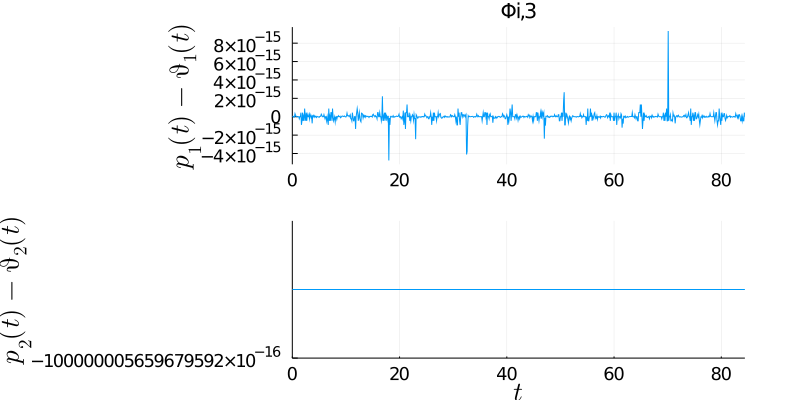 Φi,3
p₁(t) − ϑ₁(t)
8×10⁻¹⁵
6×10⁻¹⁵
4×10⁻¹⁵
2×10⁻¹⁵
0
−2×10⁻¹⁵
−4×10⁻¹⁵
0 20 40 60 80
p₂(t) − ϑ₂(t)
−100000005659679592×10⁻¹⁶
0 20 40 60 80
t